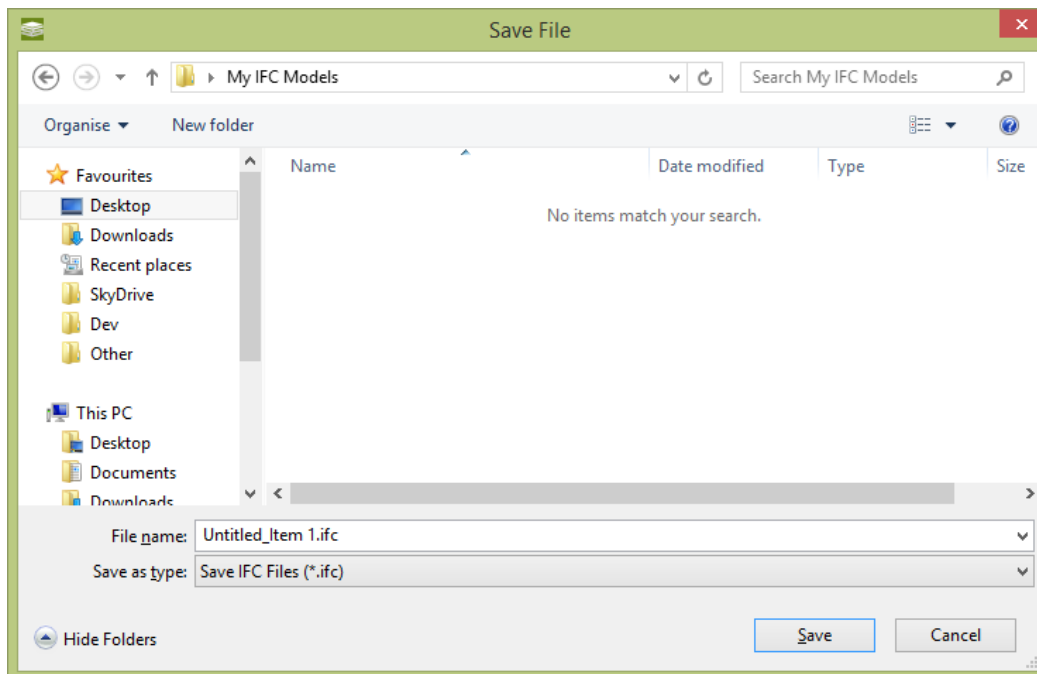 Save File
My IFC Models
Search My IFC Models
Organise
New folder
Name
Date modified
Type
Size
No items match your search.
Favourites
Desktop
Downloads
Recent places
SkyDrive
Dev
Other
This PC
Desktop
Documents
Downloads
File name: Untitled_Item 1.ifc
Save as type: Save IFC Files (*.ifc)
Hide Folders
Save
Cancel